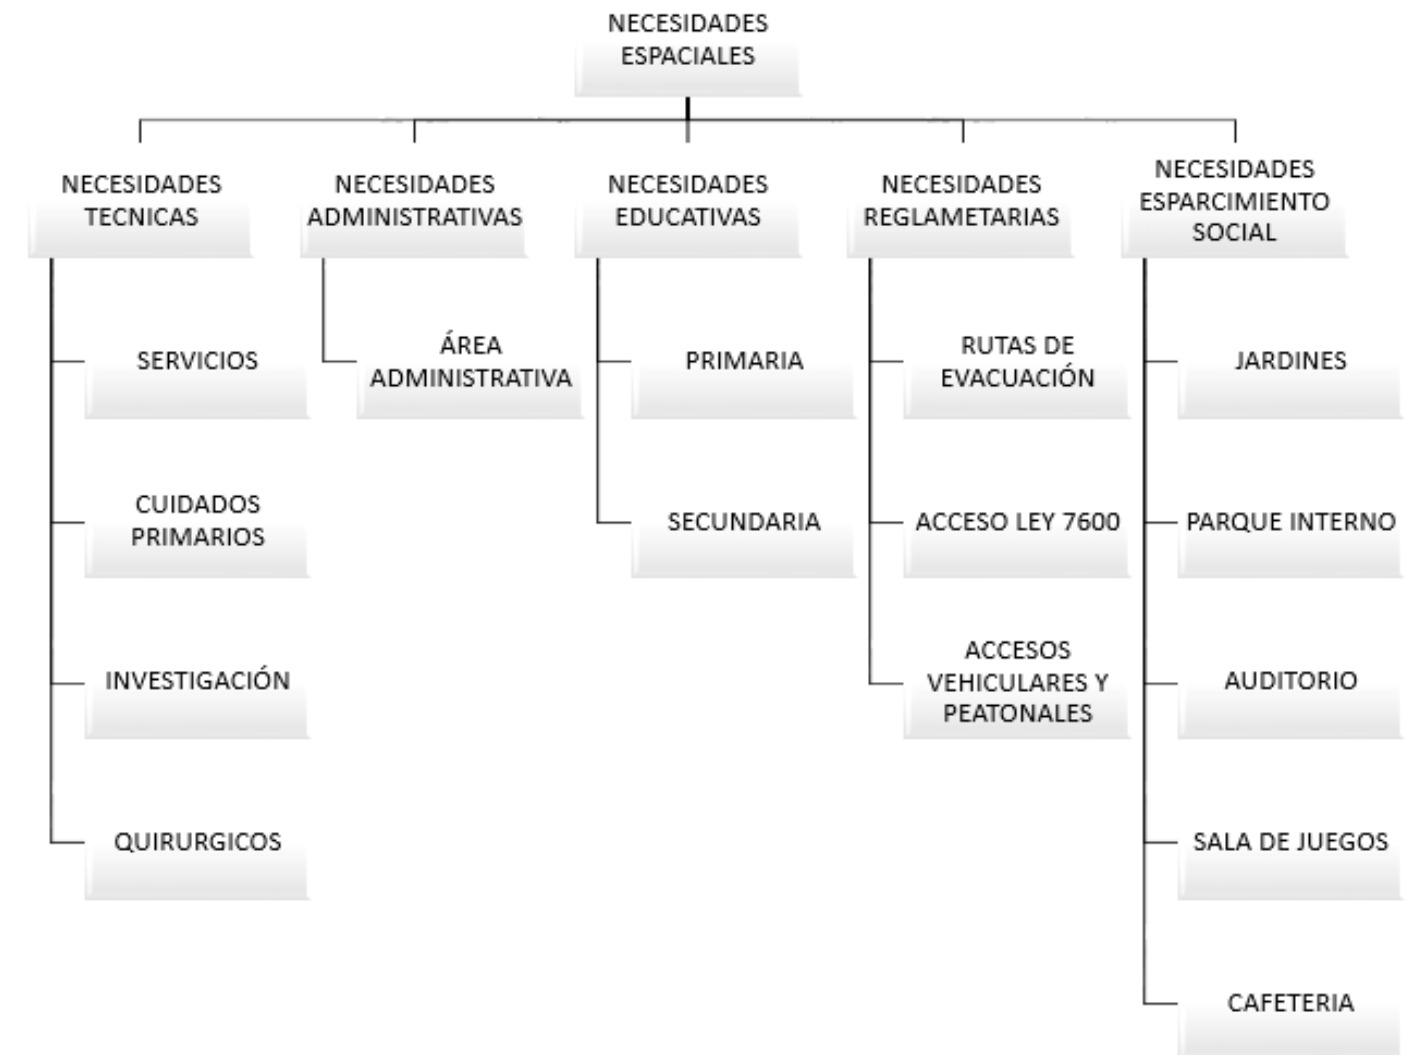 NECESIDADES
ESPACIALES
NECESIDADES
TECNICAS
NECESIDADES
ADMINISTRATIVAS
NECESIDADES
EDUCATIVAS
NECESIDADES
REGLAMETARIAS
NECESIDADES
ESPARCIMIENTO
SOCIAL
SERVICIOS
CUIDADOS
PRIMARIOS
INVESTIGACIÓN
QUIRURGICOS
ÁREA
ADMINISTRATIVA
PRIMARIA
SECUNDARIA
RUTAS DE
EVACUACIÓN
ACCESO LEY 7600
ACCESOS
VEHICULARES Y
PEATONALES
JARDINES
PARQUE INTERNO
AUDITORIO
SALA DE JUEGOS
CAFETERIA